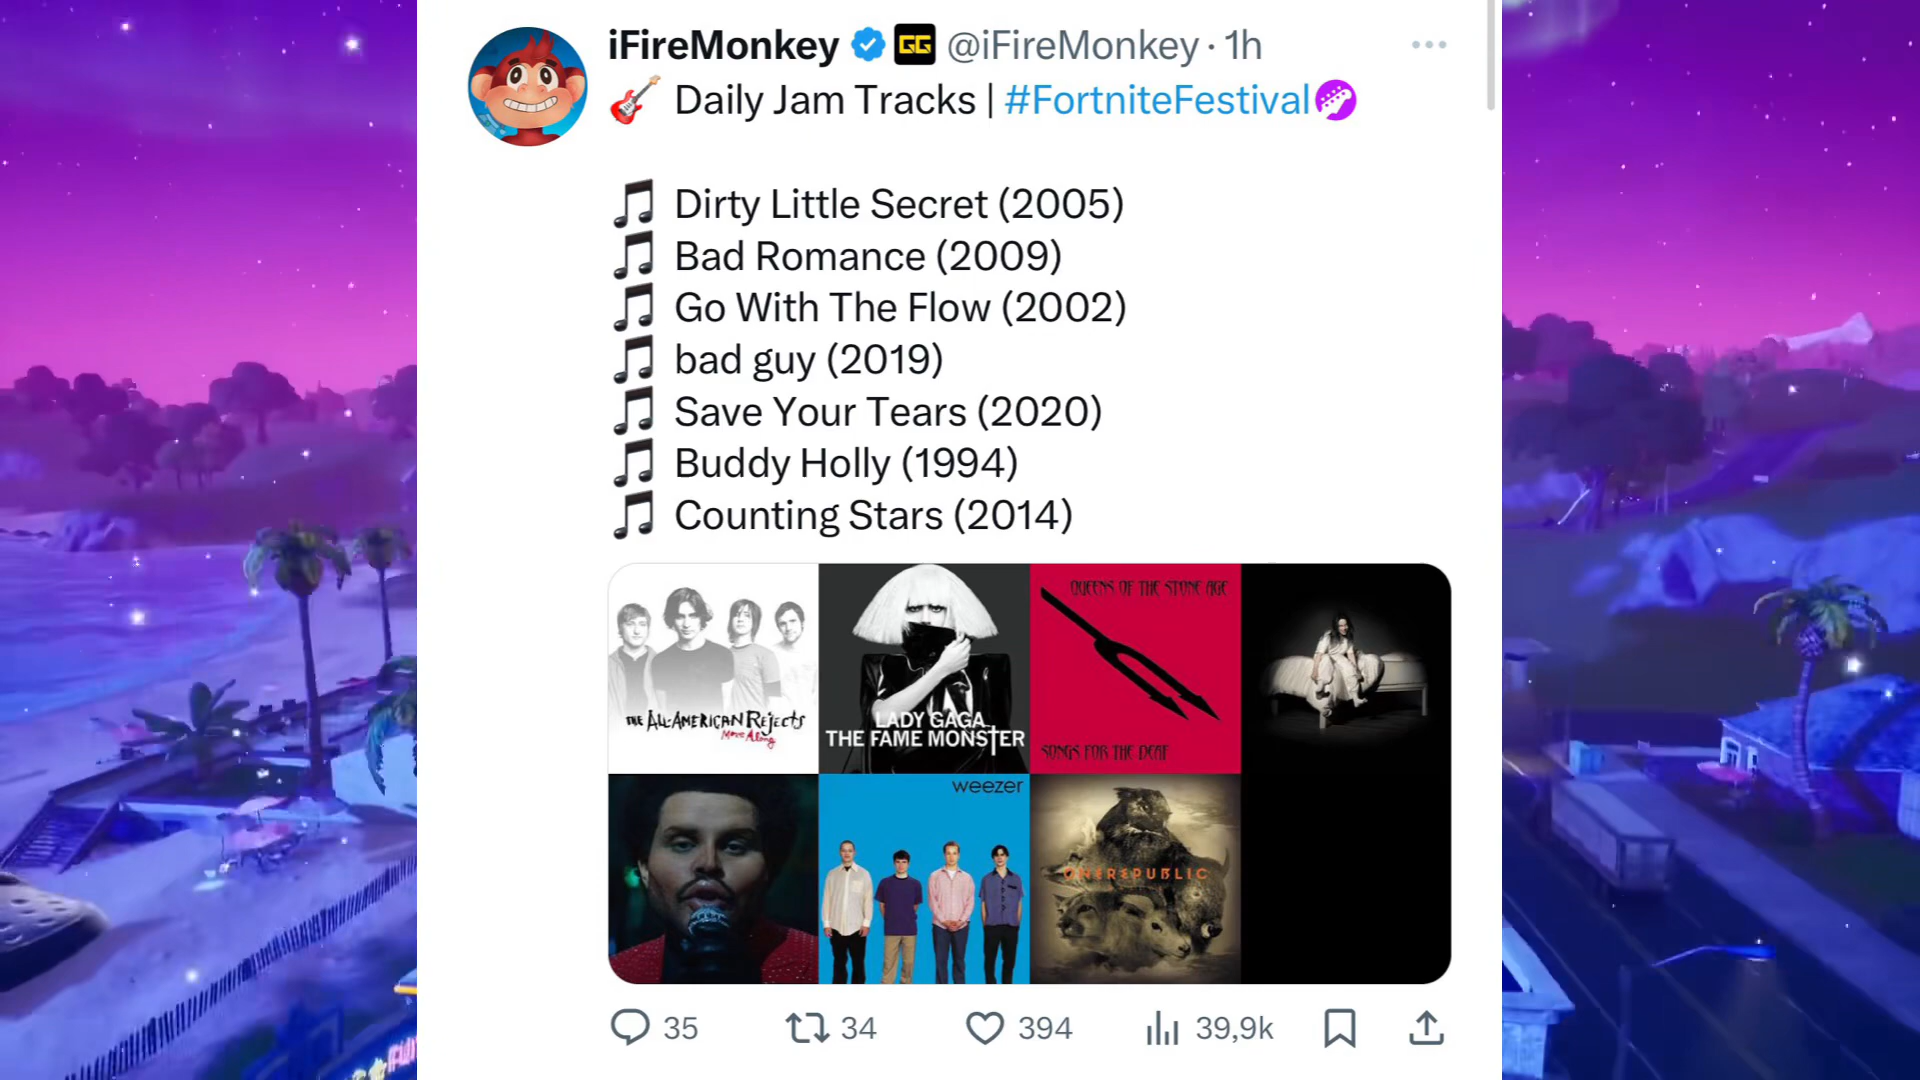 iFireMonkey GG @iFireMonkey · 1h
Daily Jam Tracks | #FortniteFestival
Dirty Little Secret (2005)
Bad Romance (2009)
Go With The Flow (2002)
bad guy (2019)
Save Your Tears (2020)
Buddy Holly (1994)
Counting Stars (2014)
THE ALL-AMERICAN REJECTS
Move Along
LADY GAGA
THE FAME MONSTER
QUEENS OF THE STONE AGE
SONGS FOR THE DEAF
weezer
ONEREPUBLIC
35 34 394 39,9k